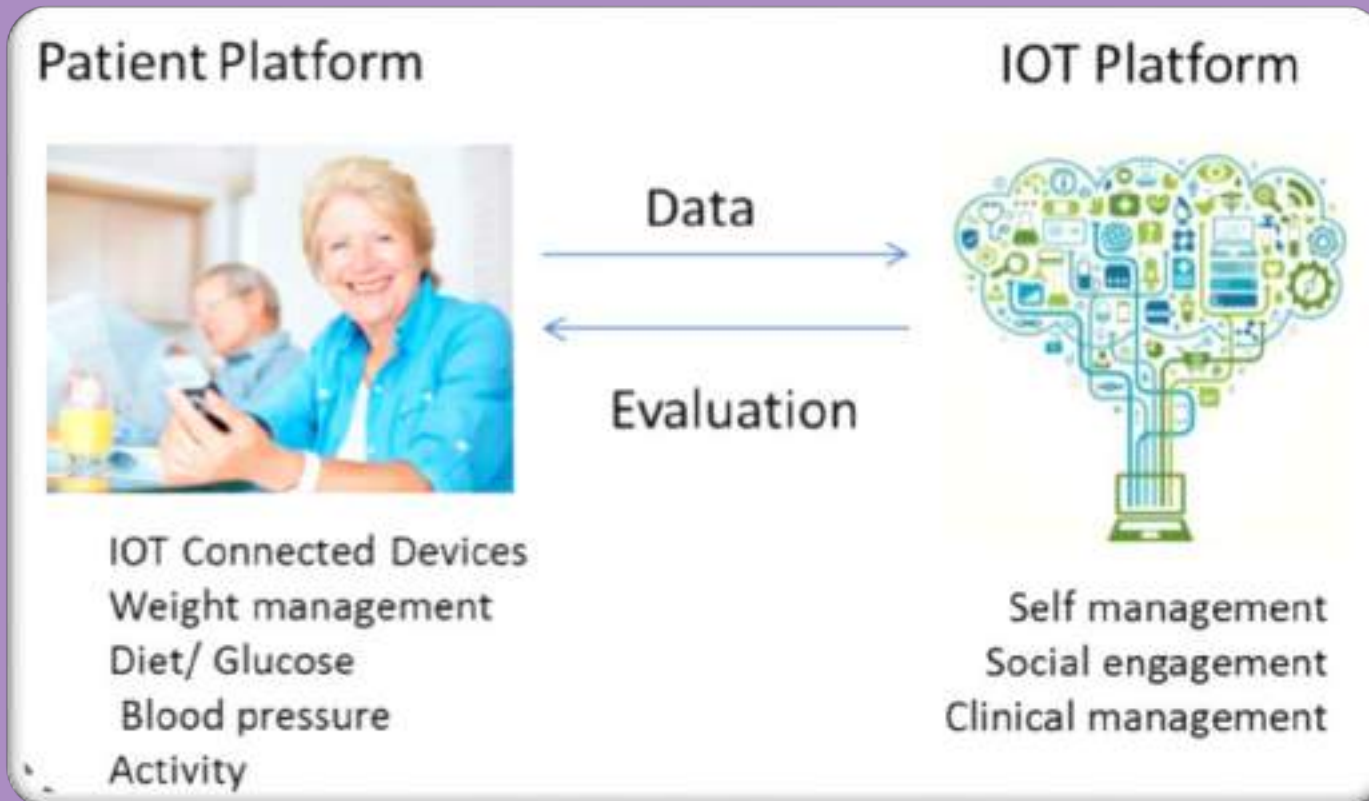 Patient Platform
IOT Platform
Data
Evaluation
IOT Connected Devices
Weight management
Diet/ Glucose
Blood pressure
Activity
Self management
Social engagement
Clinical management